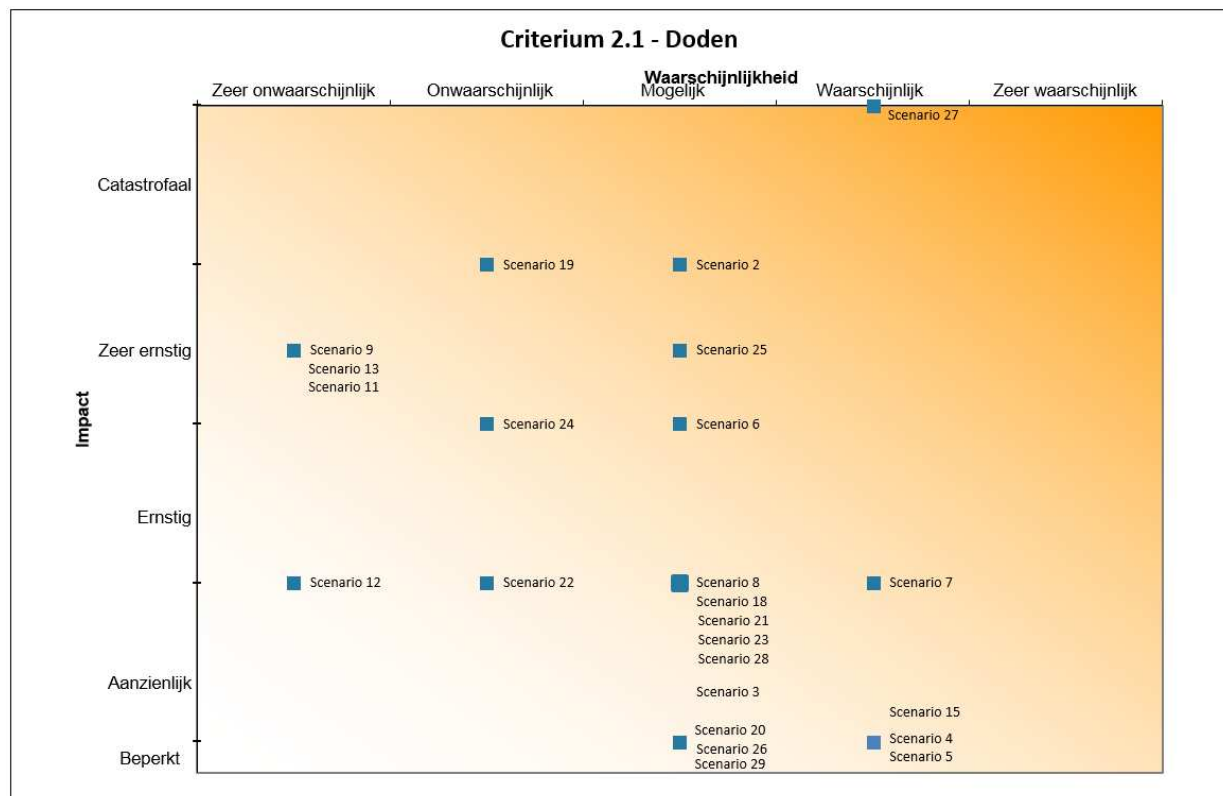 Criterium 2.1 - Doden
Waarschijnlijkheid
Zeer onwaarschijnlijk Onwaarschijnlijk Mogelijk Waarschijnlijk Zeer waarschijnlijk
Scenario 27
Catastrofaal
Scenario 19 Scenario 2
Zeer ernstig Scenario 9 Scenario 25
Scenario 13
Scenario 11
Impact
Scenario 24 Scenario 6
Ernstig
Scenario 12 Scenario 22 Scenario 8 Scenario 7
Scenario 18
Scenario 21
Scenario 23
Scenario 28
Aanzienlijk
Scenario 3
Scenario 15
Scenario 20
Scenario 4
Scenario 26
Beperkt Scenario 5
Scenario 29